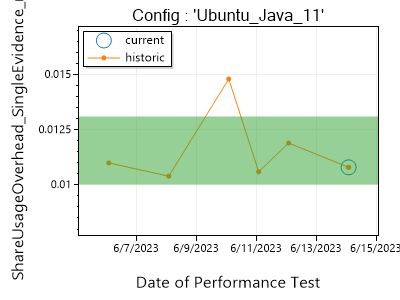 Config : 'Ubuntu_Java_11'
current
historic
ShareUsageOverhead_SingleEvidence_
0.015
0.0125
0.01
6/7/2023 6/9/2023 6/11/2023 6/13/2023 6/15/2023
Date of Performance Test